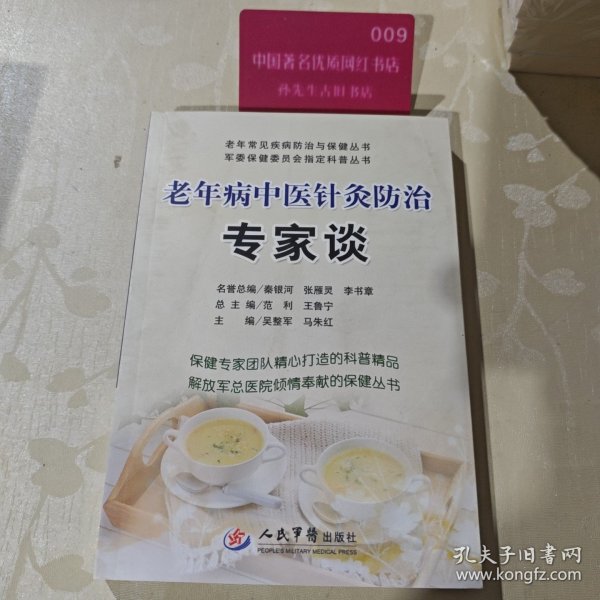 009
中国著名优质网红书店
孙先生古旧书店
老年常见疾病防治与保健丛书
军委保健委员会指定科普丛书
老年病中医针灸防治
专家谈
名誉总编/秦银河 张雁灵 李书章
总主编/范 利 王鲁宁
主 编/吴整军 马朱红
保健专家团队精心打造的科普精品
解放军总医院倾情奉献的保健丛书
人民军醫出版社
PEOPLE'S MILITARY MEDICAL PRESS
孔夫子旧书网
www.kongfz.com